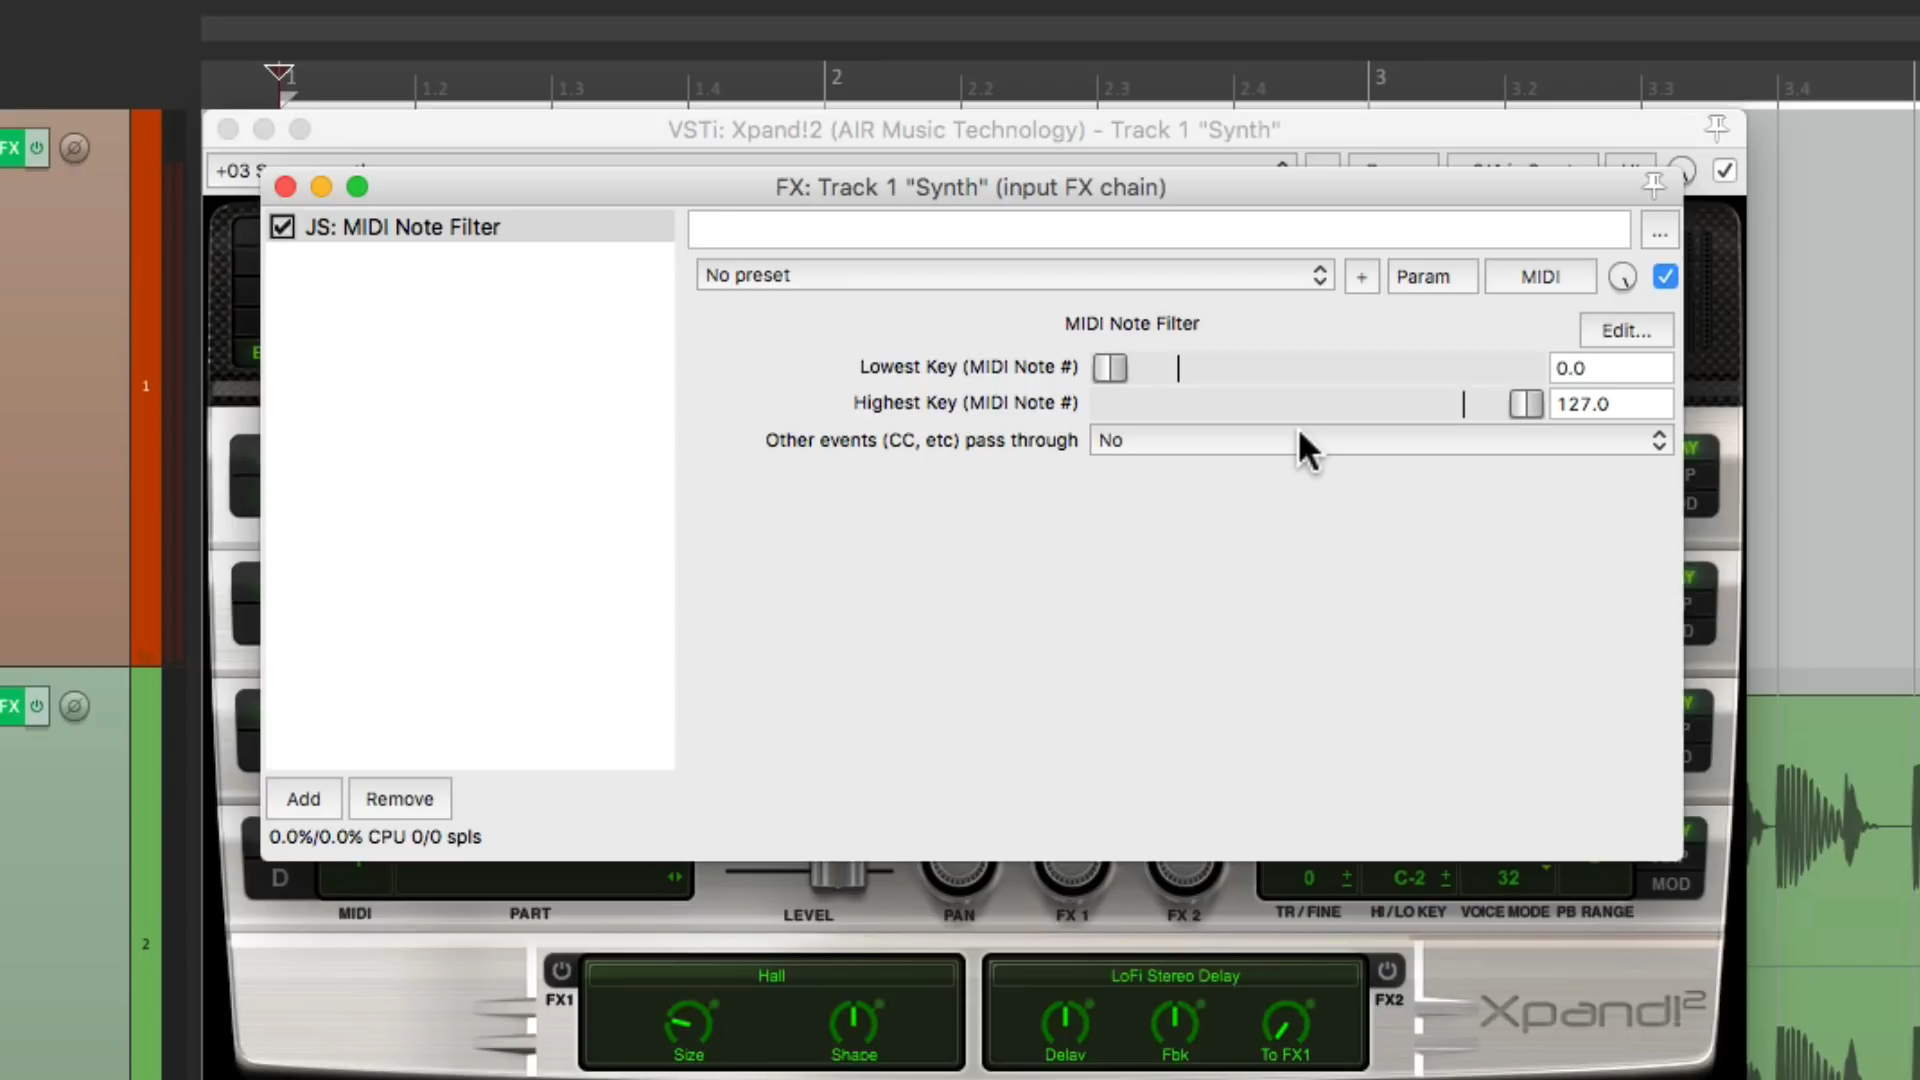 1
1.2
1.3
1.4
2
2.2
2.3
2.4
3
3.2
3.3
3.4
VSTi: Xpand!2 (AIR Music Technology) - Track 1 "Synth"
+03 S
FX
FX: Track 1 "Synth" (input FX chain)
JS: MIDI Note Filter
...
No preset
+
Param
MIDI
MIDI Note Filter
Edit...
Lowest Key (MIDI Note #)
0.0
Highest Key (MIDI Note #)
127.0
Other events (CC, etc) pass through
No
1
FX
Add
Remove
0.0%/0.0% CPU 0/0 spls
D
0
C-2
32
MOD
MIDI
PART
LEVEL
PAN
FX 1
FX 2
TR / FINE
HI / LO KEY
VOICE MODE
PB RANGE
2
FX1
Hall
Size
Shape
LoFi Stereo Delay
Delay
Fbk
To FX1
FX2
Xpand!2